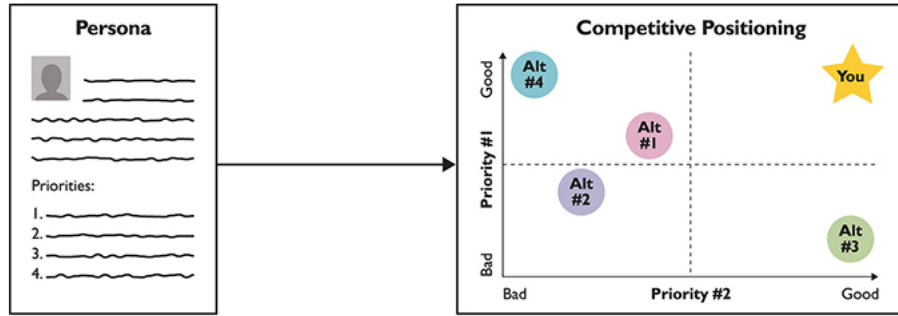 Persona
Priorities:
1.
2.
3.
4.
Competitive Positioning
Good
Priority #1
Bad
Alt
#4
You
Alt
#1
Alt
#2
Alt
#3
Bad
Priority #2
Good